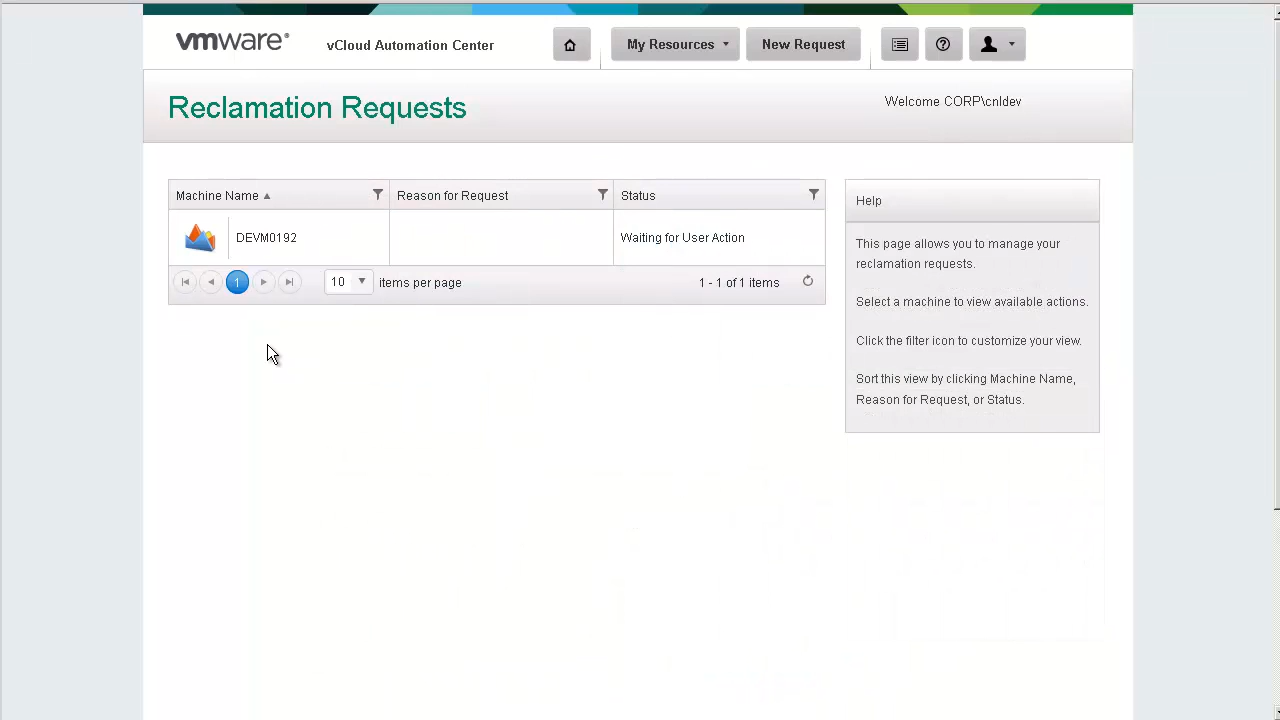 vmware®
vCloud Automation Center
My Resources
New Request
Reclamation Requests
Welcome CORP\cnldev
Machine Name
Reason for Request
Status
DEVM0192
Waiting for User Action
1
10
items per page
1 - 1 of 1 items
Help
This page allows you to manage your
reclamation requests.
Select a machine to view available actions.
Click the filter icon to customize your view.
Sort this view by clicking Machine Name,
Reason for Request, or Status.